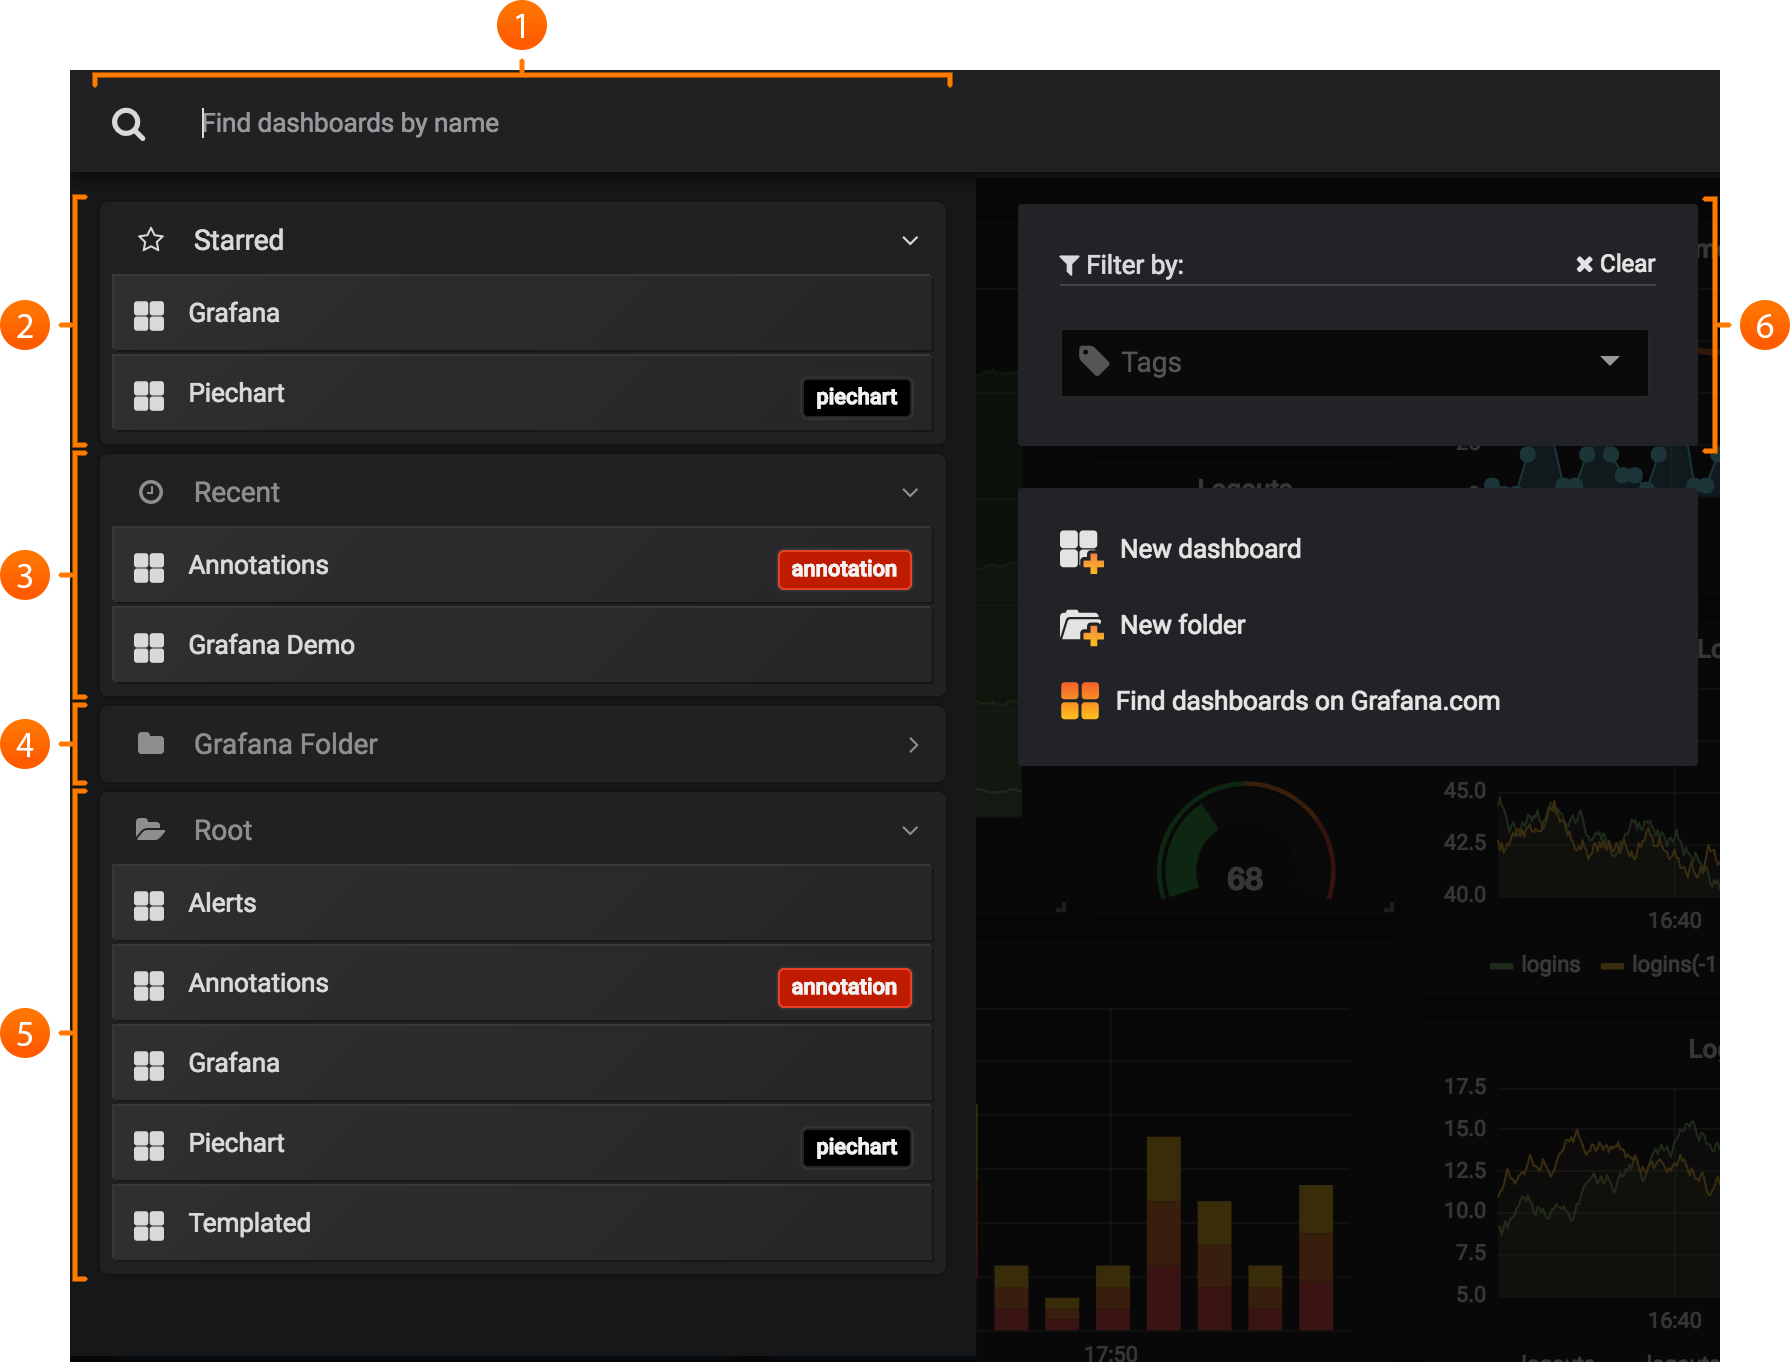 1
Find dashboards by name
2
Starred
Grafana
Piechart
piechart
3
Recent
Annotations
annotation
Grafana Demo
4
Grafana Folder
5
Root
Alerts
Annotations
annotation
Grafana
Piechart
piechart
Templated
6
Filter by:
Clear
Tags
New dashboard
New folder
Find dashboards on Grafana.com
68
45.0
42.5
40.0
16:40
logins
logins(-1
17.5
15.0
12.5
10.0
7.5
5.0
16:40
17:50